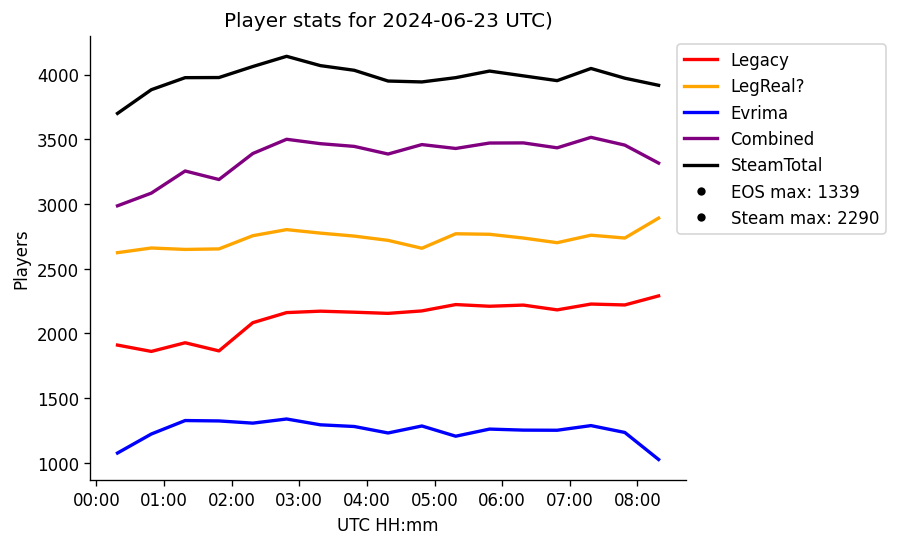 Player stats for 2024-06-23 UTC)
Legacy
LegReal?
Evrima
Combined
SteamTotal
EOS max: 1339
Steam max: 2290
4000
3500
3000
2500
2000
1500
1000
Players
00:00 01:00 02:00 03:00 04:00 05:00 06:00 07:00 08:00
UTC HH:mm